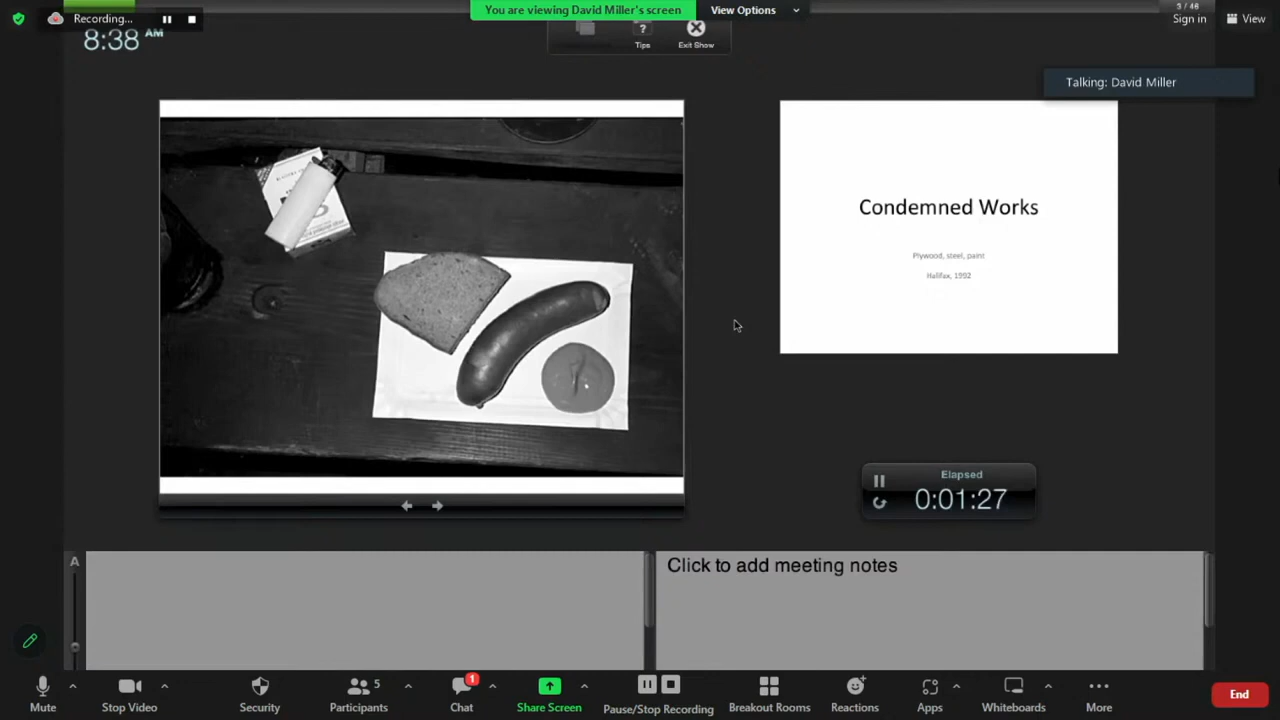 You are viewing David Miller's screen
View Options
Recording...
3 / 46
Sign in
View
8:38 AM
Tips
Exit Show
Talking: David Miller
Condemned Works
Plywood, steel, paint
Halifax, 1992
Elapsed
0:01:27
A
Click to add meeting notes
Mute
Stop Video
Security
5
Participants
1
Chat
Share Screen
Pause/Stop Recording
Breakout Rooms
Reactions
Apps
Whiteboards
More
End